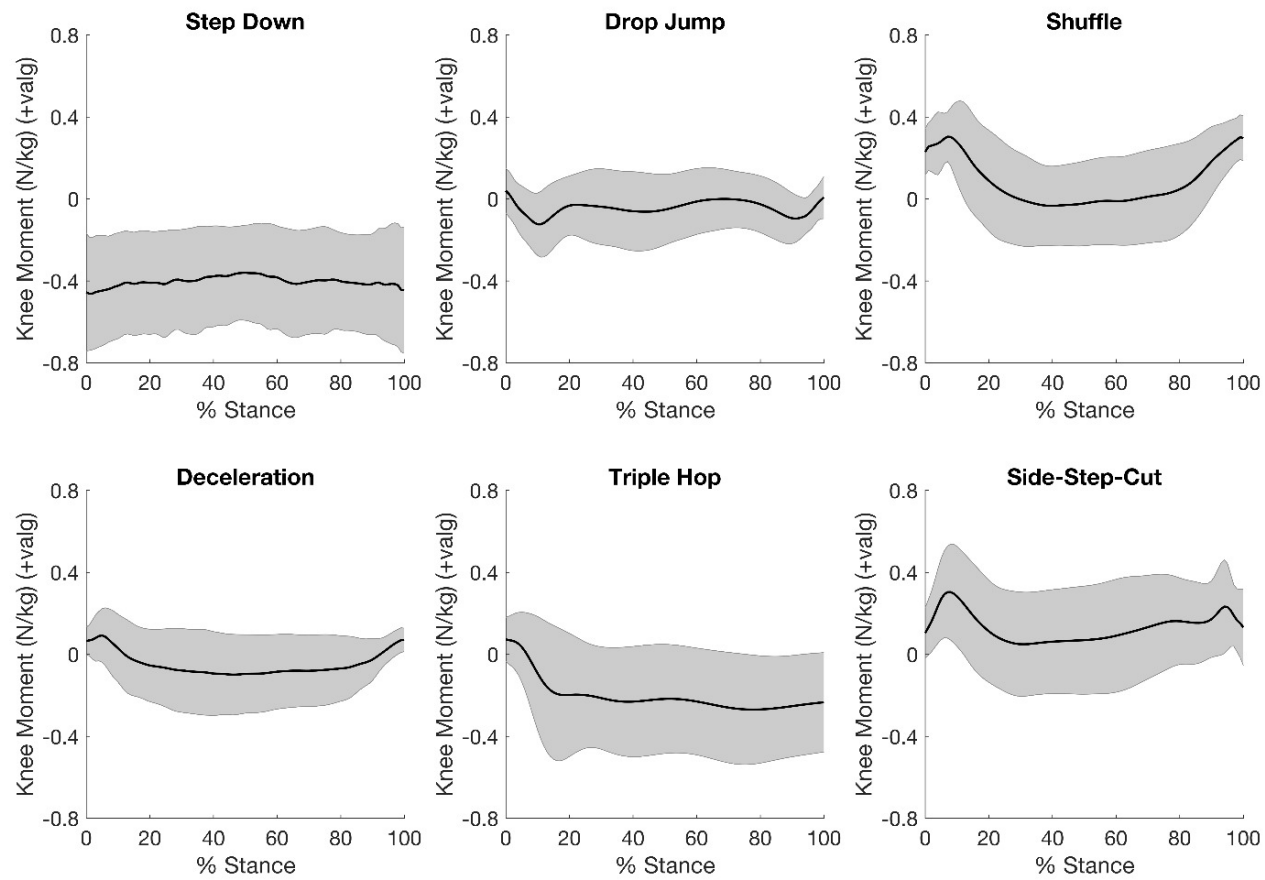 Step Down
Drop Jump
Shuffle
Knee Moment (N/kg) (+valg)
0.8
0.4
0
-0.4
-0.8
0 20 40 60 80 100
% Stance
Knee Moment (N/kg) (+valg)
0.8
0.4
0
-0.4
-0.8
0 20 40 60 80 100
% Stance
Knee Moment (N/kg) (+valg)
0.8
0.4
0
-0.4
-0.8
0 20 40 60 80 100
% Stance
Deceleration
Triple Hop
Side-Step-Cut
Knee Moment (N/kg) (+valg)
0.8
0.4
0
-0.4
-0.8
0 20 40 60 80 100
% Stance
Knee Moment (N/kg) (+valg)
0.8
0.4
0
-0.4
-0.8
0 20 40 60 80 100
% Stance
Knee Moment (N/kg) (+valg)
0.8
0.4
0
-0.4
-0.8
0 20 40 60 80 100
% Stance